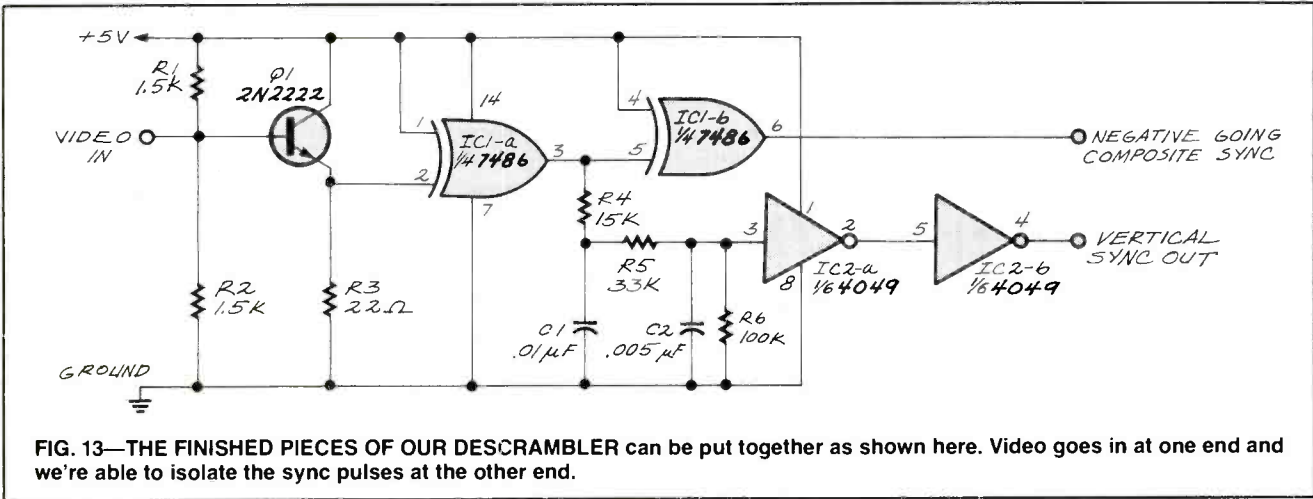 +5V
R1
1.5K
Q1
2N2222
VIDEO
IN
R2
1.5K
R3
22Ω
GROUND
14
1
2
IC1-a
1/4 7486
3
7
R4
15K
R5
33K
C1
.01µF
C2
.005µF
R6
100K
4
5
IC1-b
1/4 7486
6
NEGATIVE GOING
COMPOSITE SYNC
1
3
2
8
IC2-a
1/6 4049
5
4
IC2-b
1/6 4049
VERTICAL
SYNC OUT
FIG. 13—THE FINISHED PIECES OF OUR DESCRAMBLER can be put together as shown here. Video goes in at one end and
we're able to isolate the sync pulses at the other end.